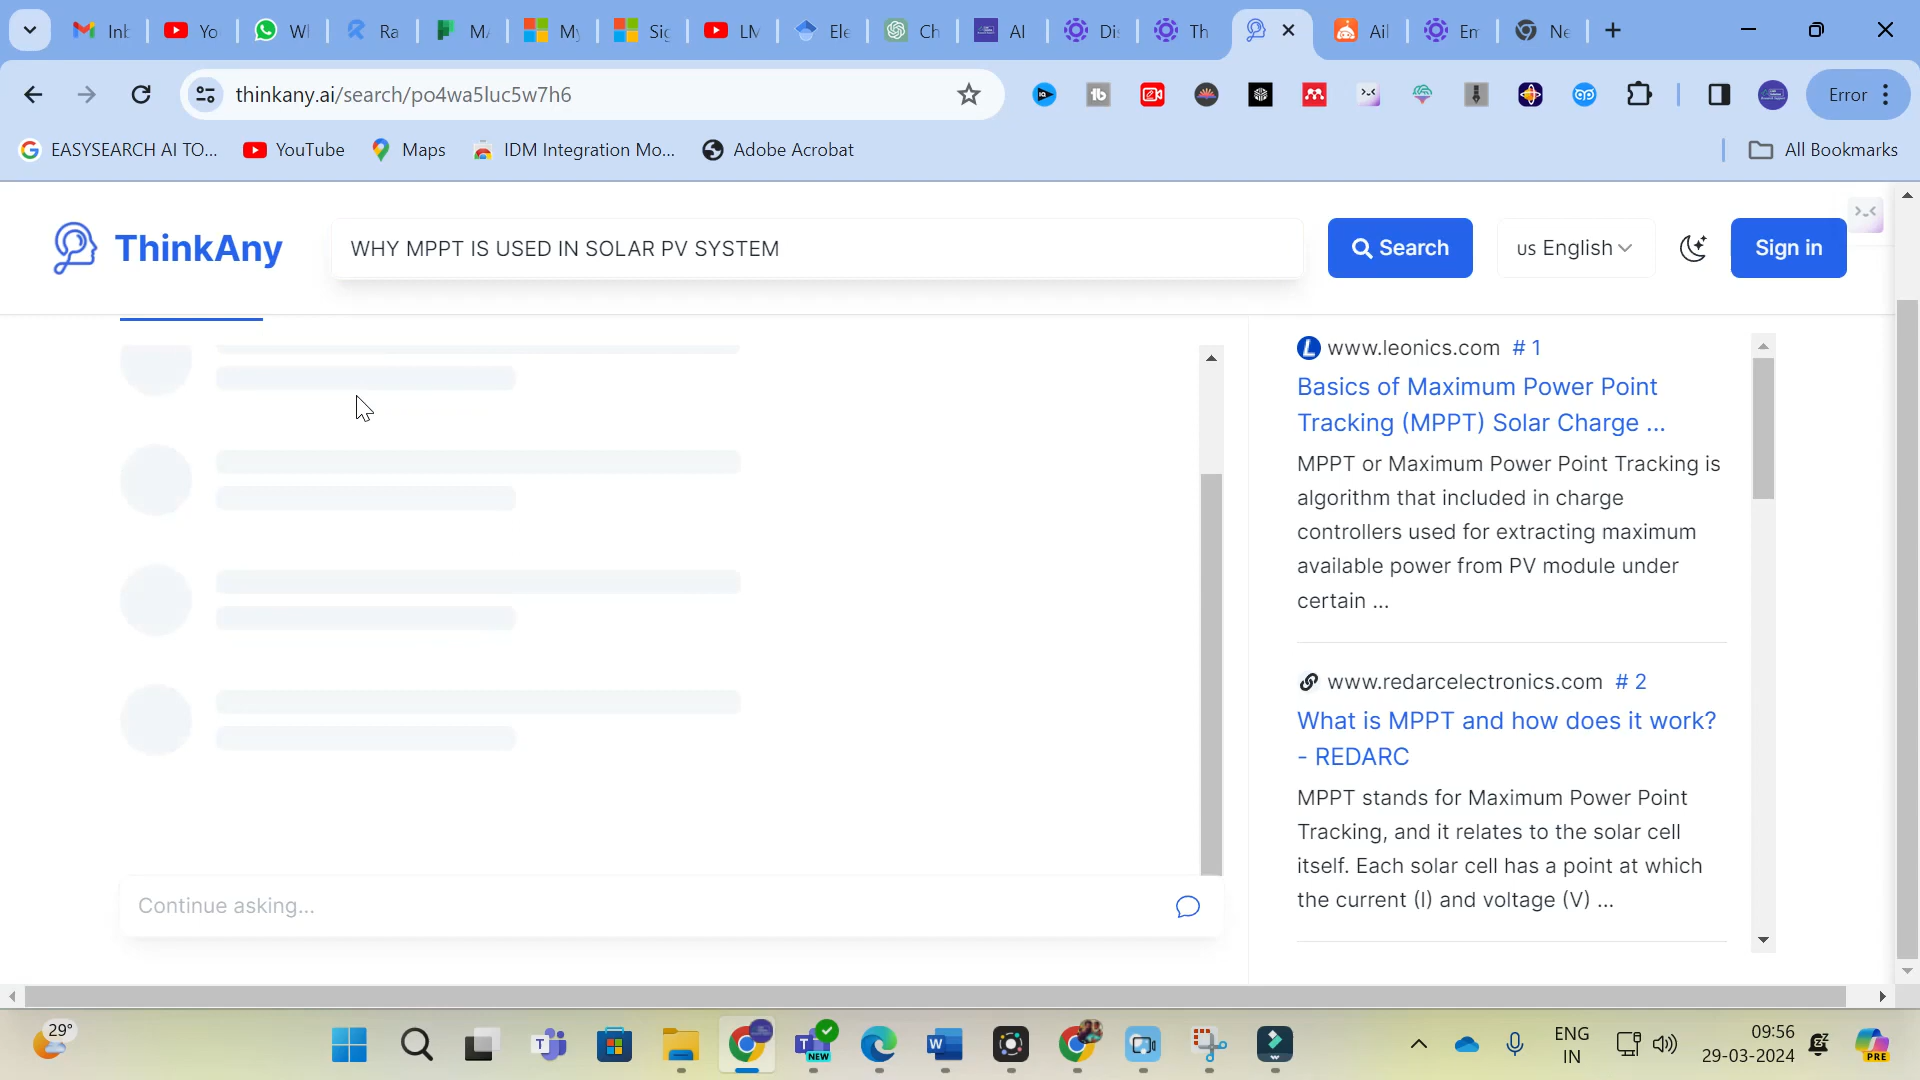 Inb
Yo
Wh
Ra
MA
My
Sig
LM
Ele
Ch
AI
Di
Th
Ail
Em
Ne
thinkany.ai/search/po4wa5luc5w7h6
Error
EASYSEARCH AI TO...
YouTube
Maps
IDM Integration Mo...
Adobe Acrobat
All Bookmarks
ThinkAny
WHY MPPT IS USED IN SOLAR PV SYSTEM
Search
us English
Sign in
www.leonics.com # 1
Basics of Maximum Power Point
Tracking (MPPT) Solar Charge ...
MPPT or Maximum Power Point Tracking is
algorithm that included in charge
controllers used for extracting maximum
available power from PV module under
certain ...
www.redarcelectronics.com # 2
What is MPPT and how does it work?
- REDARC
MPPT stands for Maximum Power Point
Tracking, and it relates to the solar cell
itself. Each solar cell has a point at which
the current (I) and voltage (V) ...
Continue asking...
29°
NEW
ENG
IN
09:56
29-03-2024
PRE